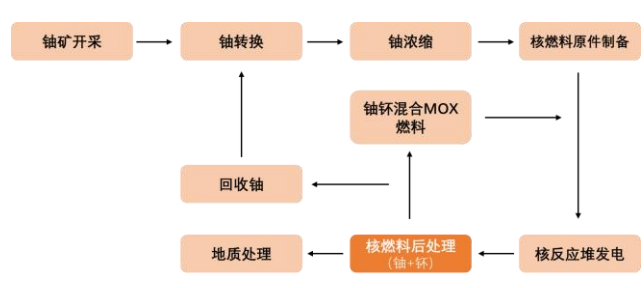 铀矿开采
铀转换
铀浓缩
核燃料原件制备
铀钚混合MOX
燃料
回收铀
地质处理
核燃料后处理
(铀+钚)
核反应堆发电